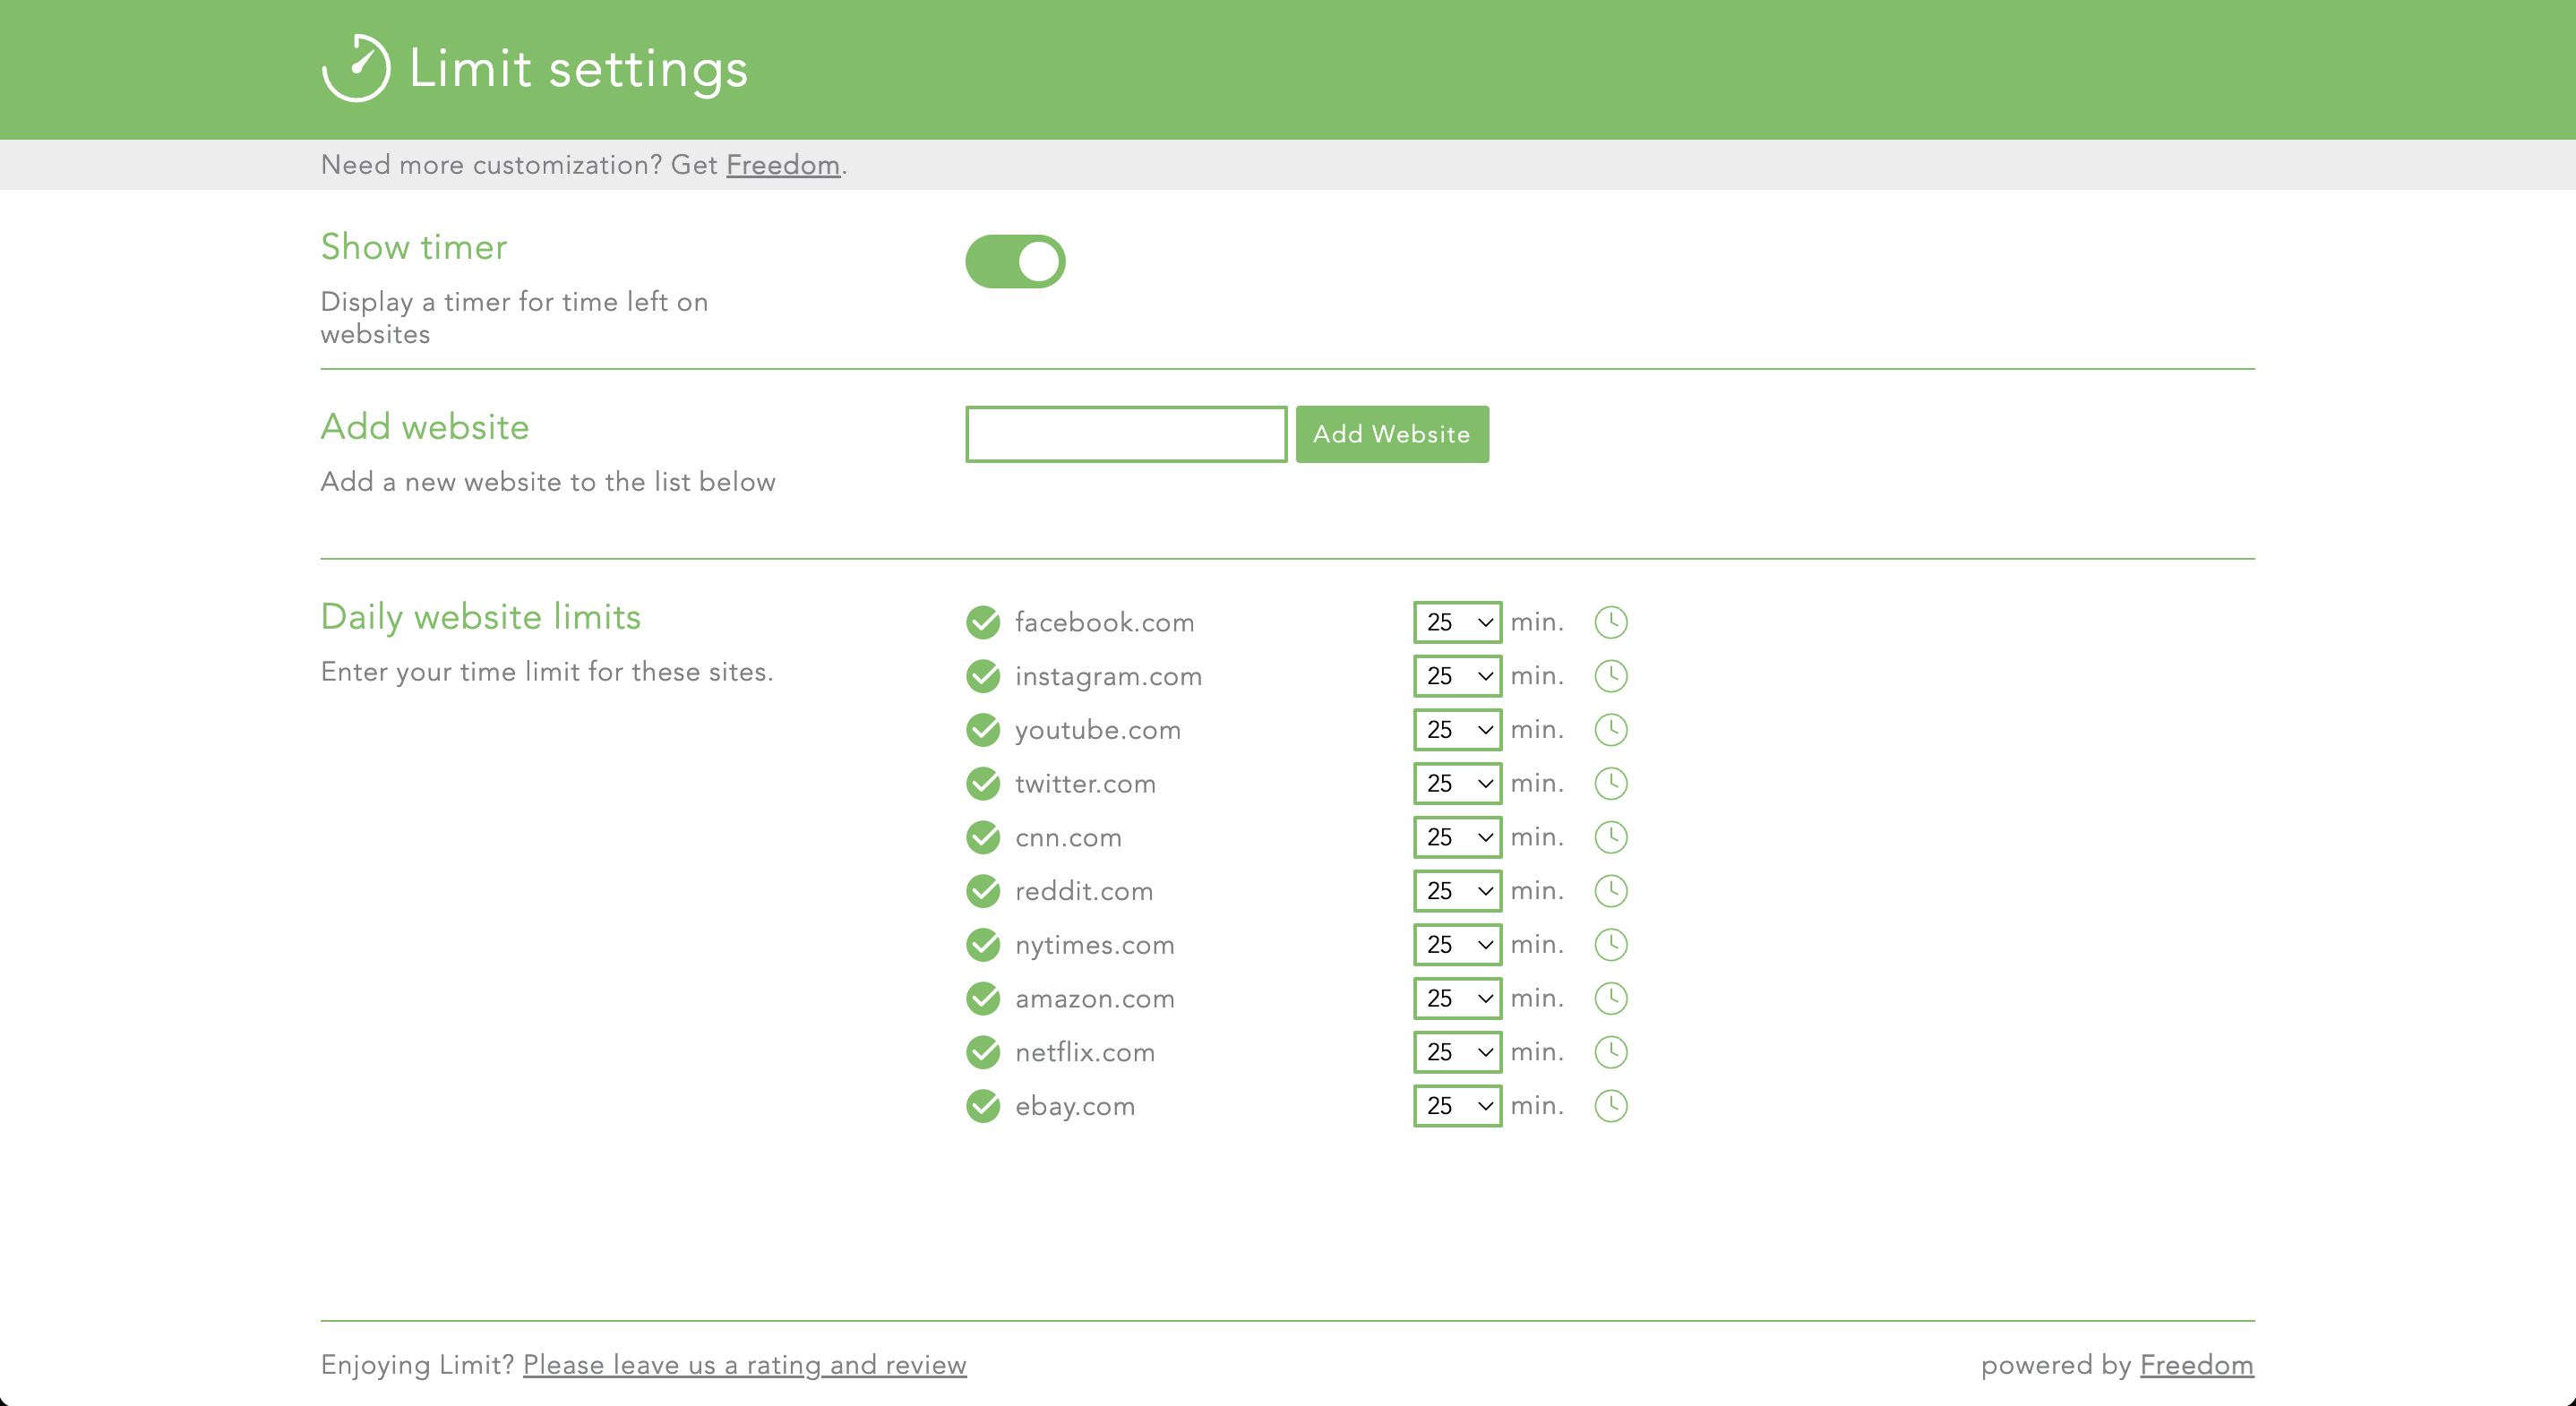 Limit settings
Need more customization? Get Freedom.
Show timer
Display a timer for time left on
websites
Add website
Add Website
Add a new website to the list below
Daily website limits
Enter your time limit for these sites.
facebook.com 25 min.
instagram.com 25 min.
youtube.com 25 min.
twitter.com 25 min.
cnn.com 25 min.
reddit.com 25 min.
nytimes.com 25 min.
amazon.com 25 min.
netflix.com 25 min.
ebay.com 25 min.
Enjoying Limit? Please leave us a rating and review
powered by Freedom